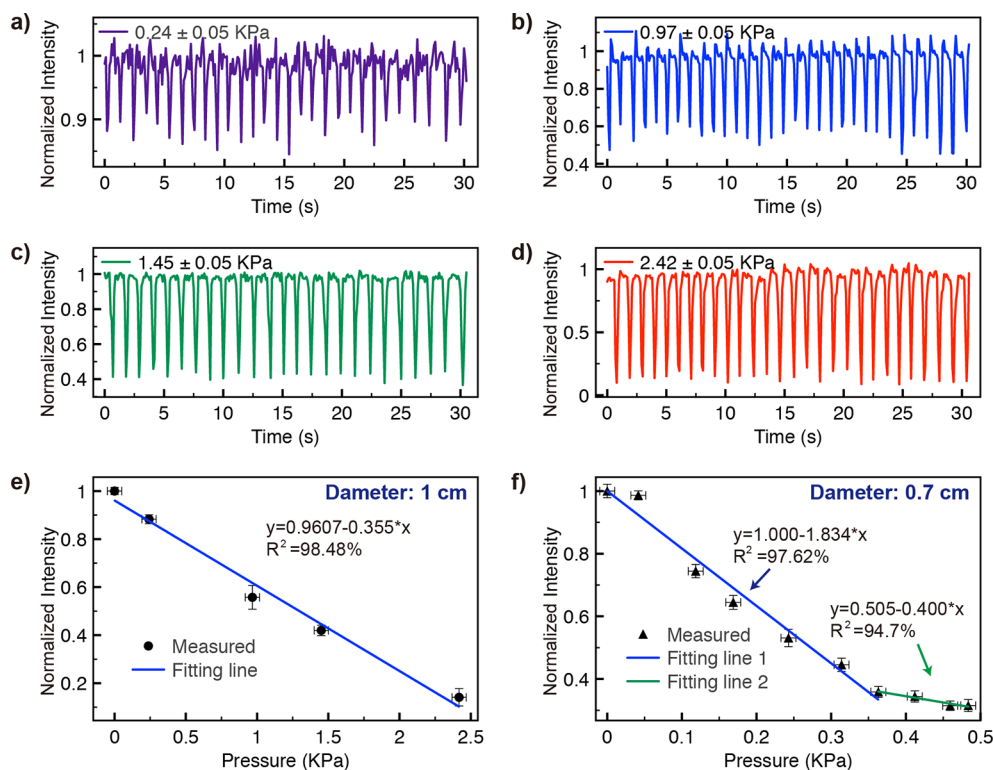 a)
0.24 ± 0.05 KPa
Normalized Intensity
1
0.9
0 5 10 15 20 25 30
Time (s)
b)
0.97 ± 0.05 KPa
Normalized Intensity
1
0.8
0.6
0.4
0 5 10 15 20 25 30
Time (s)
c)
1.45 ± 0.05 KPa
Normalized Intensity
1
0.8
0.6
0.4
0 5 10 15 20 25 30
Time (s)
d)
2.42 ± 0.05 KPa
Normalized Intensity
1
0.5
0
0 5 10 15 20 25 30
Time (s)
e)
Dameter: 1 cm
y=0.9607-0.355*x
R²=98.48%
Measured
Fitting line
Normalized Intensity
1
0.8
0.6
0.4
0.2
0 0.5 1 1.5 2 2.5
Pressure (KPa)
f)
Dameter: 0.7 cm
y=1.000-1.834*x
R²=97.62%
y=0.505-0.400*x
R²=94.7%
Measured
Fitting line 1
Fitting line 2
Normalized Intensity
1
0.8
0.6
0.4
0 0.1 0.2 0.3 0.4 0.5
Pressure (KPa)